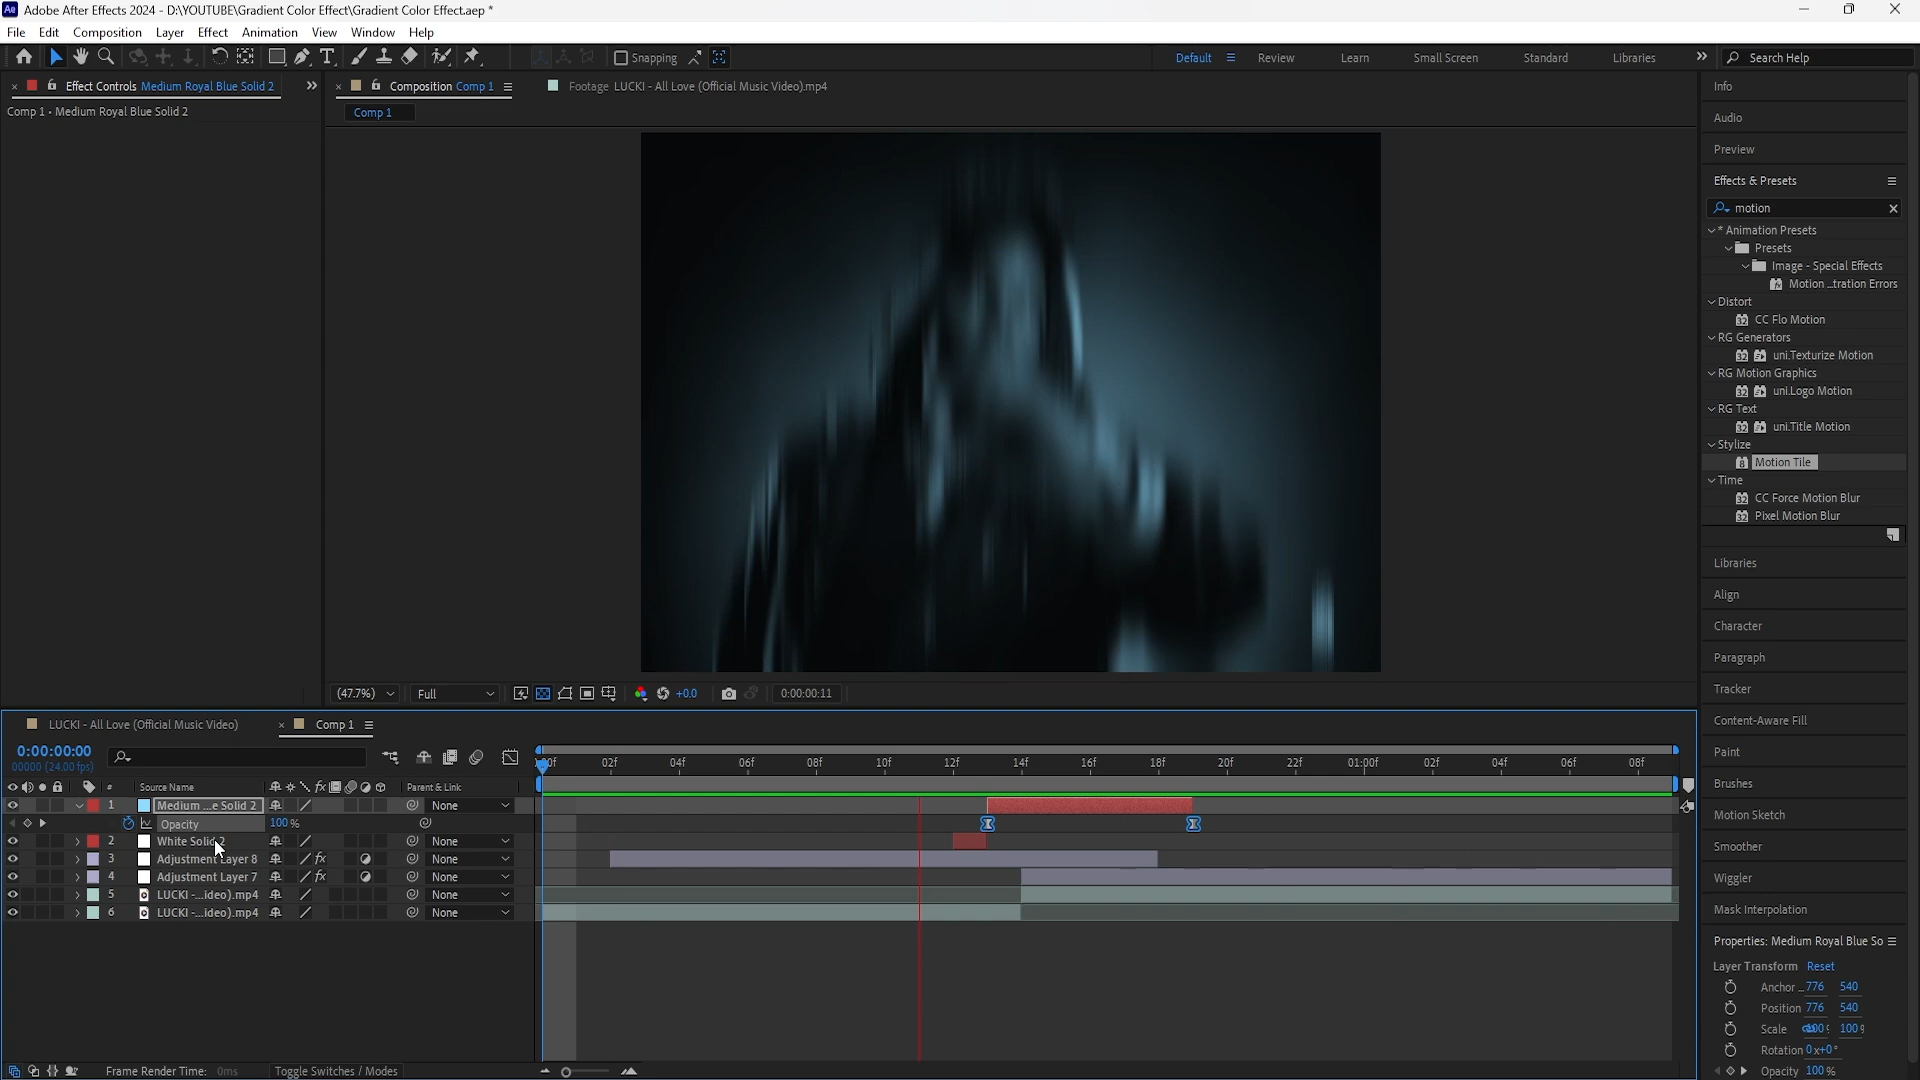 Adobe After Effects 2024 - D:\YOUTUBE\Gradient Color Effect\Gradient Color Effect.aep *
File Edit Composition Layer Effect Animation View Window Help
Snapping Default Review Learn Small Screen Standard Libraries Search Help
Effect Controls Medium Royal Blue Solid 2
Composition Comp 1
Footage LUCKI - All Love (Official Music Video).mp4
Comp 1 • Medium Royal Blue Solid 2
Comp 1
Info
Audio
Preview
Effects & Presets
motion
* Animation Presets
Presets
Image - Special Effects
Motion ...tration Errors
Distort
CC Flo Motion
RG Generators
uni.Texturize Motion
RG Motion Graphics
uni.Logo Motion
RG Text
uni.Title Motion
Stylize
Motion Tile
Time
CC Force Motion Blur
Pixel Motion Blur
Libraries
Align
Character
Paragraph
Tracker
Content-Aware Fill
Paint
Brushes
Motion Sketch
Smoother
Wiggler
Mask Interpolation
Properties: Medium Royal Blue So
Layer Transform Reset
Anchor ... 776 540
Position 776 540
Scale 100 100
Rotation 0x+0°
Opacity 100 %
(47.7%) Full +0.0 0:00:00:11
LUCKI - All Love (Official Music Video)
Comp 1
0:00:00:00
00000 (24.00 fps)
02f 04f 06f 08f 10f 12f 14f 16f 18f 20f 22f 01:00f 02f 04f 06f 08f
# Source Name Parent & Link
1 Medium ...e Solid 2 None
Opacity 100 %
2 White Solid 2 None
3 Adjustment Layer 8 fx None
4 Adjustment Layer 7 fx None
5 LUCKI -...ideo).mp4 None
6 LUCKI -...ideo).mp4 None
Frame Render Time: 0ms Toggle Switches / Modes